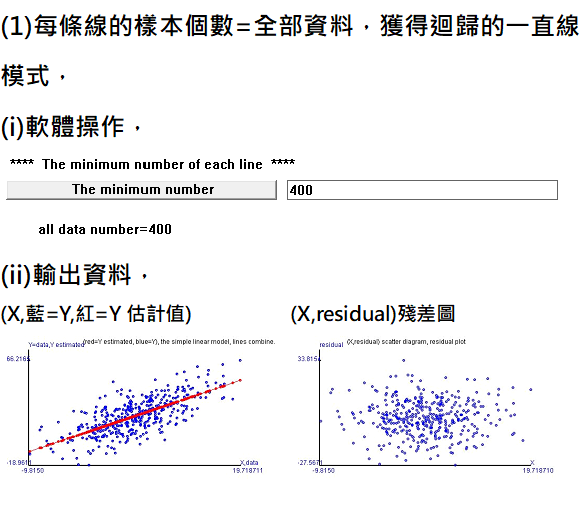 (1)每條線的樣本個數=全部資料，獲得迴歸的一直線
模式，
(i)軟體操作，
**** The minimum number of each line ****
The minimum number 400
all data number=400
(ii)輸出資料，
(X,藍=Y,紅=Y 估計值) (X,residual)殘差圖
Y=data,Y estimated (red=Y estimated, blue=Y), the simple linear model, lines combine.
66.2165
-18.9611
-9.8150 19.718711
X,data
residual (X,residual) scatter diagram, residual plot
33.8151
-27.5671
-9.8150 19.718710
X